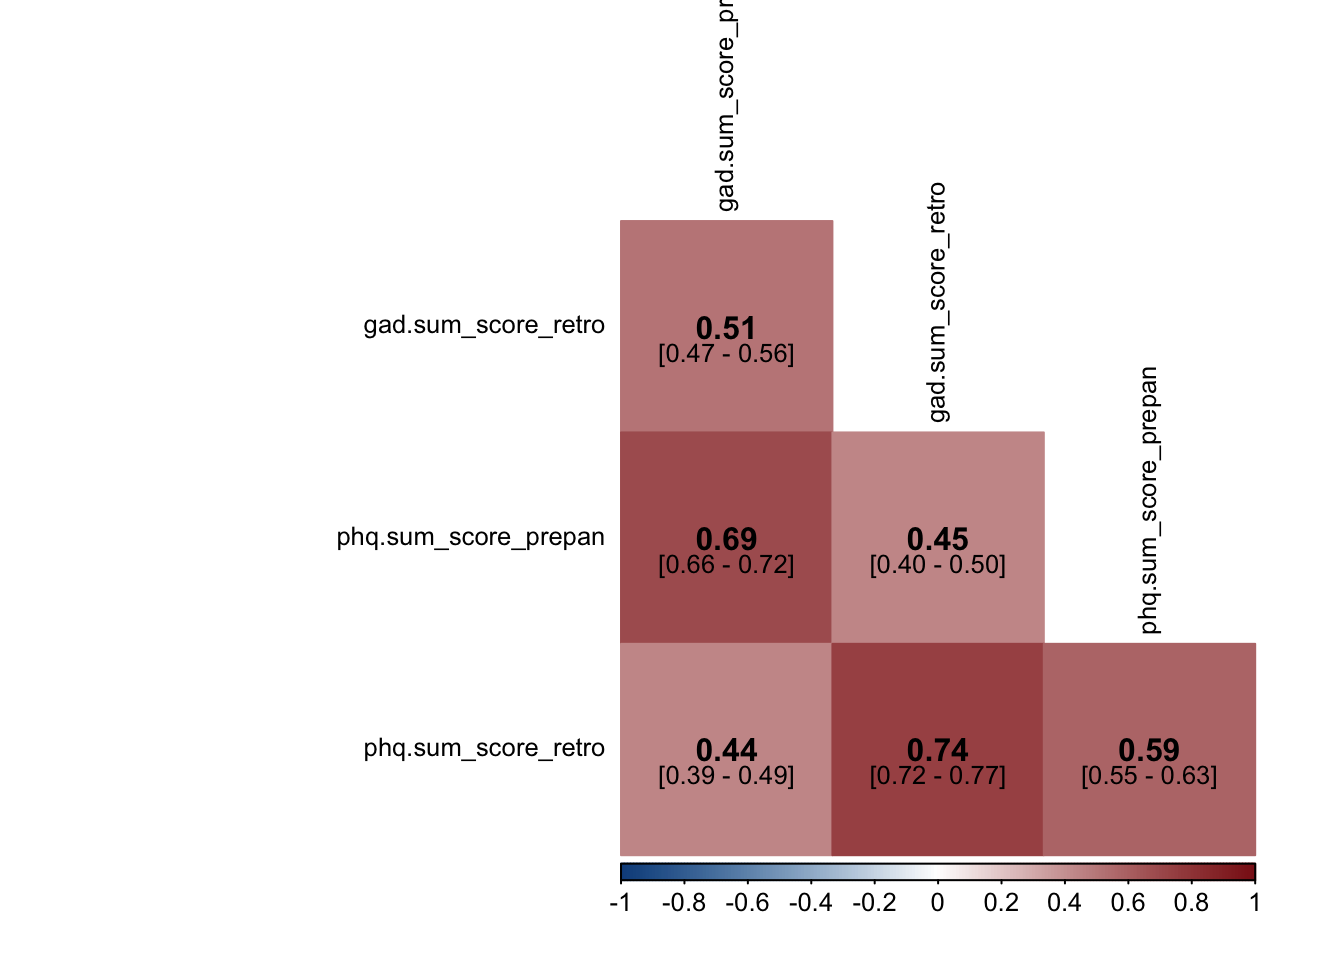 gad.sum_score_pr
gad.sum_score_retro
phq.sum_score_prepan
gad.sum_score_retro
0.51
[0.47 - 0.56]
phq.sum_score_prepan
0.69
[0.66 - 0.72]
0.45
[0.40 - 0.50]
phq.sum_score_retro
0.44
[0.39 - 0.49]
0.74
[0.72 - 0.77]
0.59
[0.55 - 0.63]
-1 -0.8 -0.6 -0.4 -0.2 0 0.2 0.4 0.6 0.8 1